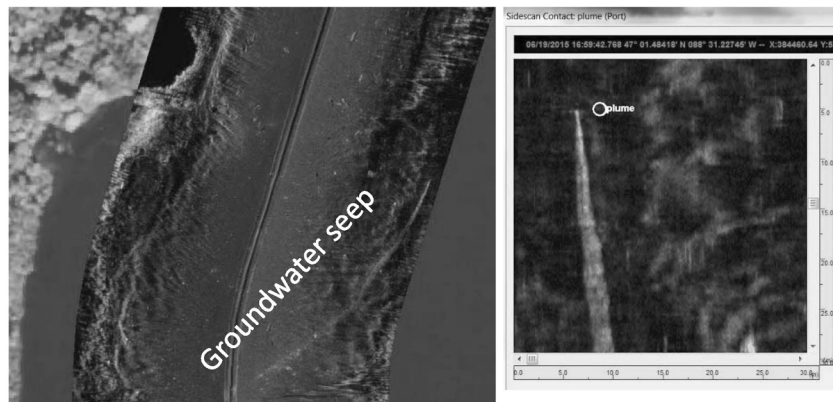 Groundwater seep
Sidescan Contact: plume (Port)
06/19/2015 16:59:42.768 47° 01.48418' N 088° 31.22745' W -- X:384460.64 Y:5
plume
0.0
5.0
10.0
15.0
20.0
25.0
0.0 5.0 10.0 15.0 20.0 25.0 30.0